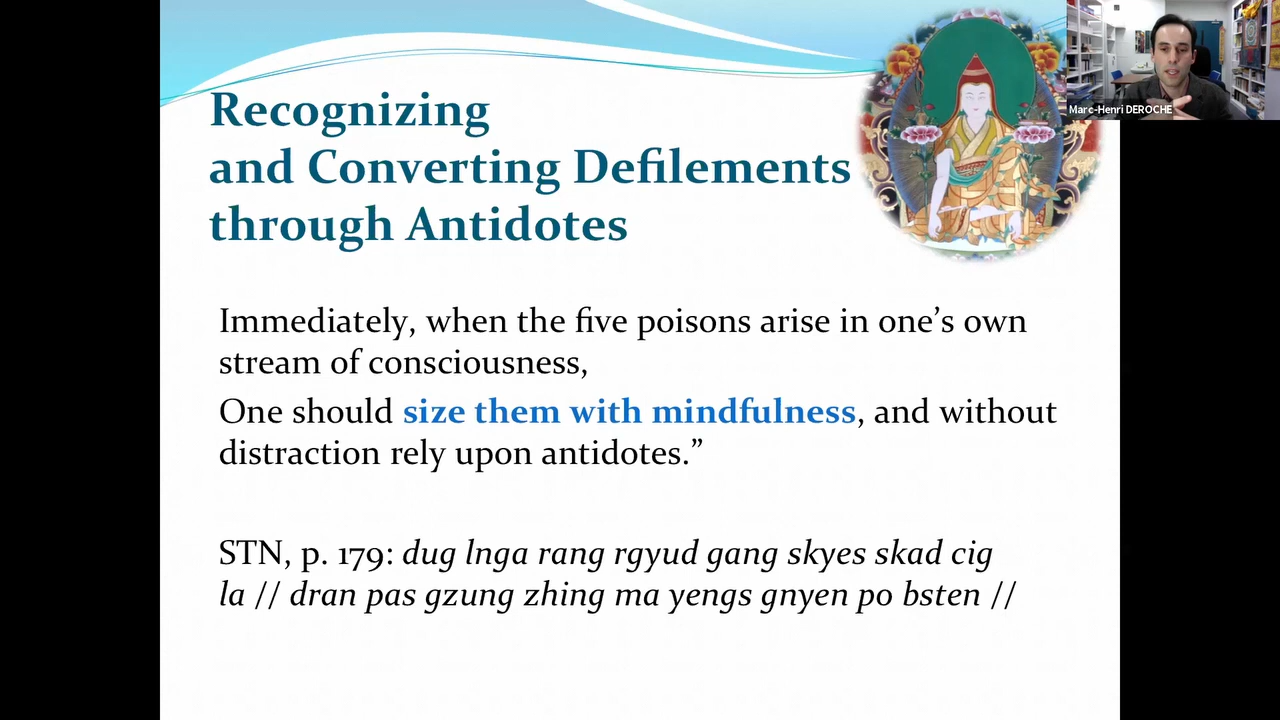 Marc-Henri DEROCHE
Recognizing
and Converting Defilements
through Antidotes
Immediately, when the five poisons arise in one’s own
stream of consciousness,
One should size them with mindfulness, and without
distraction rely upon antidotes.”
STN, p. 179: dug lnga rang rgyud gang skyes skad cig
la // dran pas gzung zhing ma yengs gnyen po bsten //